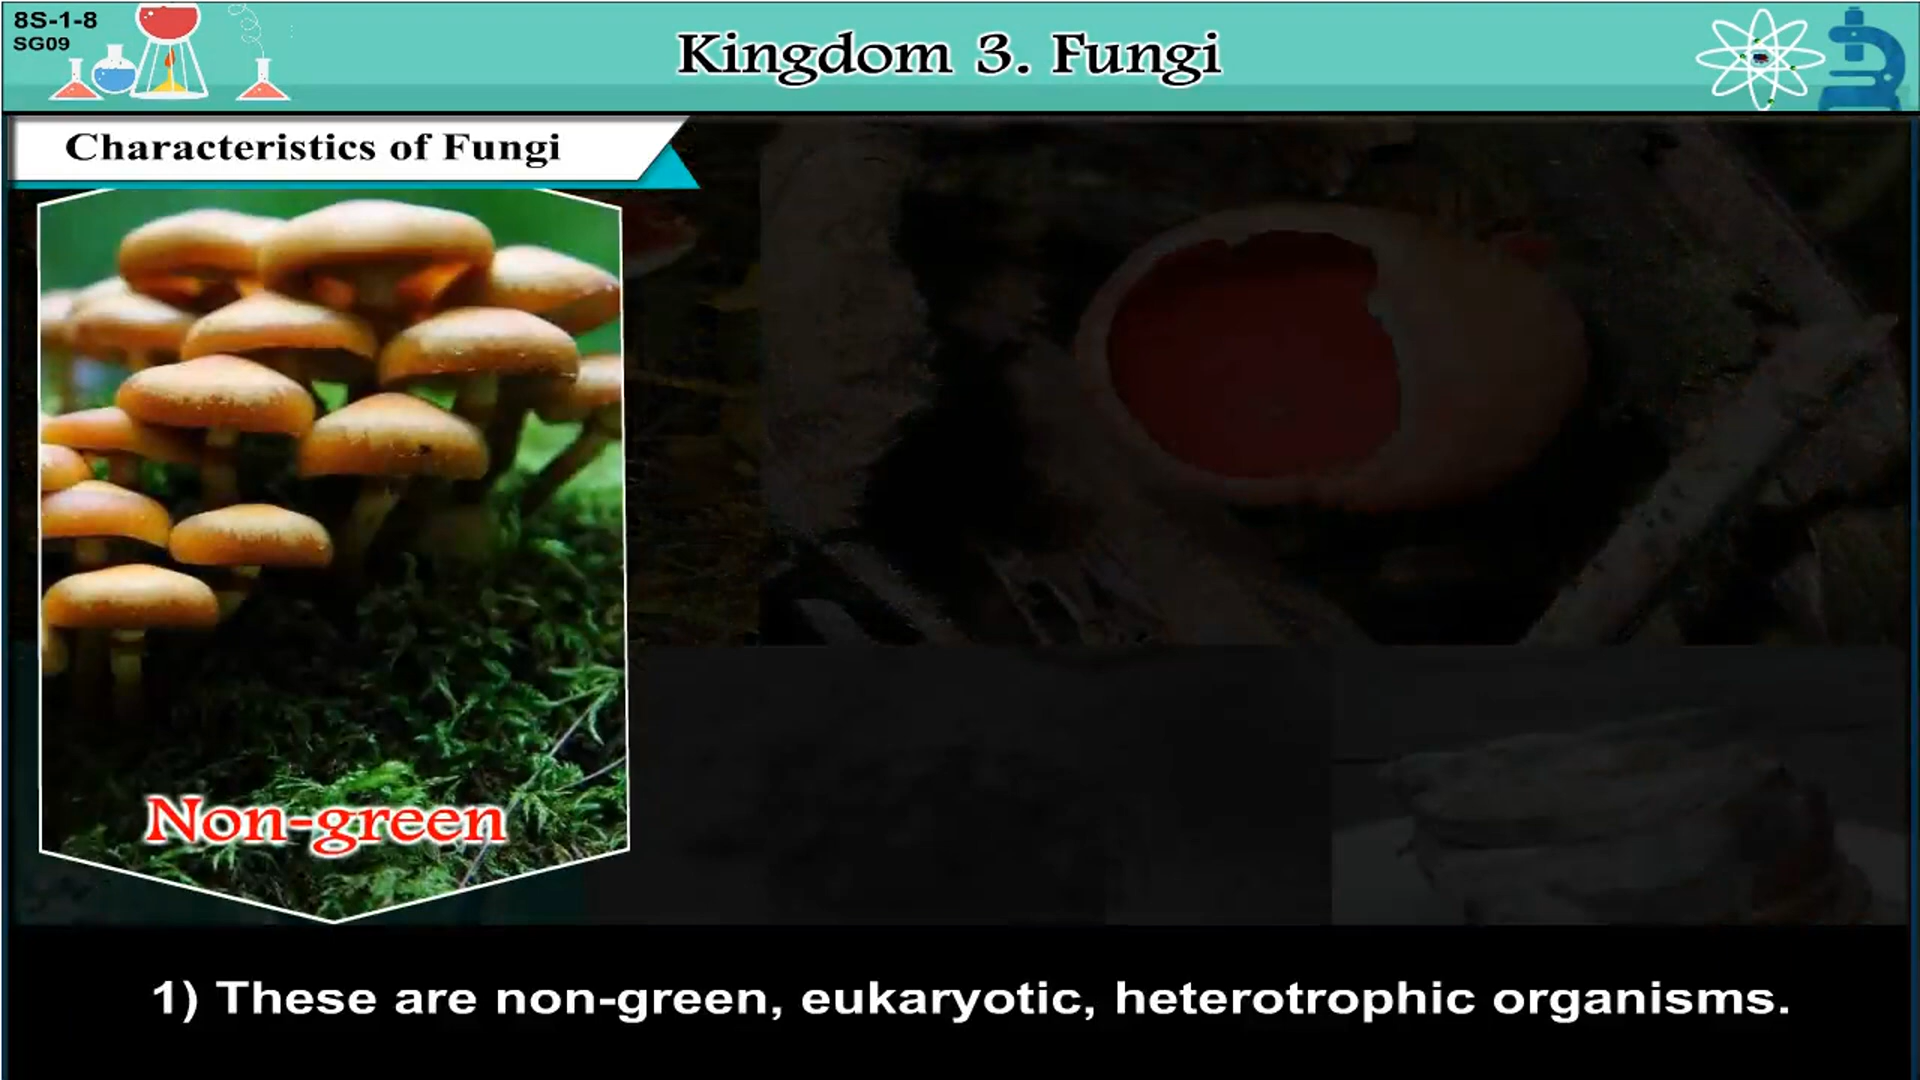 8S-1-8
SG09
Kingdom 3. Fungi
Characteristics of Fungi
Non-green
1) These are non-green, eukaryotic, heterotrophic organisms.